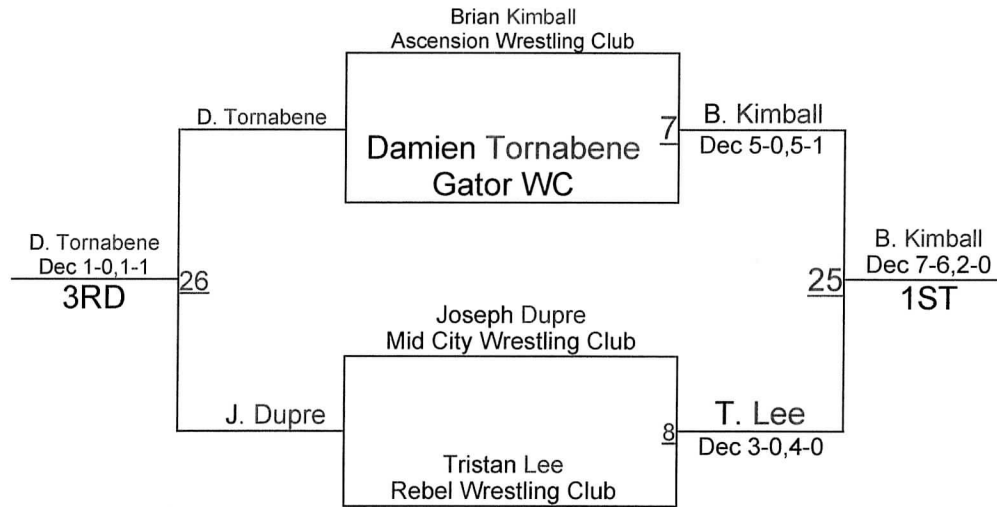 Brian Kimball
Ascension Wrestling Club
D. Tornabene
7
B. Kimball
Damien Tornabene
Gator WC
Dec 5-0,5-1
D. Tornabene
Dec 1-0,1-1
3RD
26
25
B. Kimball
Dec 7-6,2-0
1ST
Joseph Dupre
Mid City Wrestling Club
J. Dupre
8
T. Lee
Dec 3-0,4-0
Tristan Lee
Rebel Wrestling Club